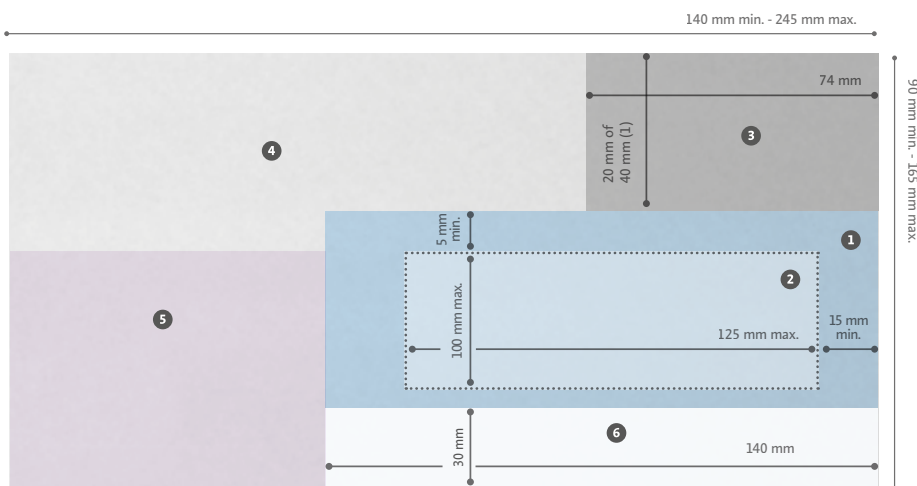 140 mm min. - 245 mm max.
74 mm
3
20 mm of
40 mm (1)
4
90 mm min. - 165 mm max.
5 mm
min.
1
2
5
100 mm max.
125 mm max.
15 mm
min.
6
30 mm
140 mm